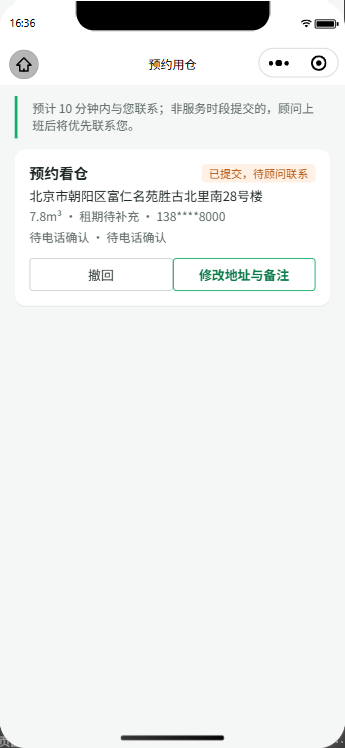 16:36
预约用仓
预计 10 分钟内与您联系；非服务时段提交的，顾问上
班后将优先联系您。
预约看仓
已提交，待顾问联系
北京市朝阳区富仁名苑胜古北里南28号楼
7.8m³ · 租期待补充 · 138****8000
待电话确认 · 待电话确认
撤回
修改地址与备注